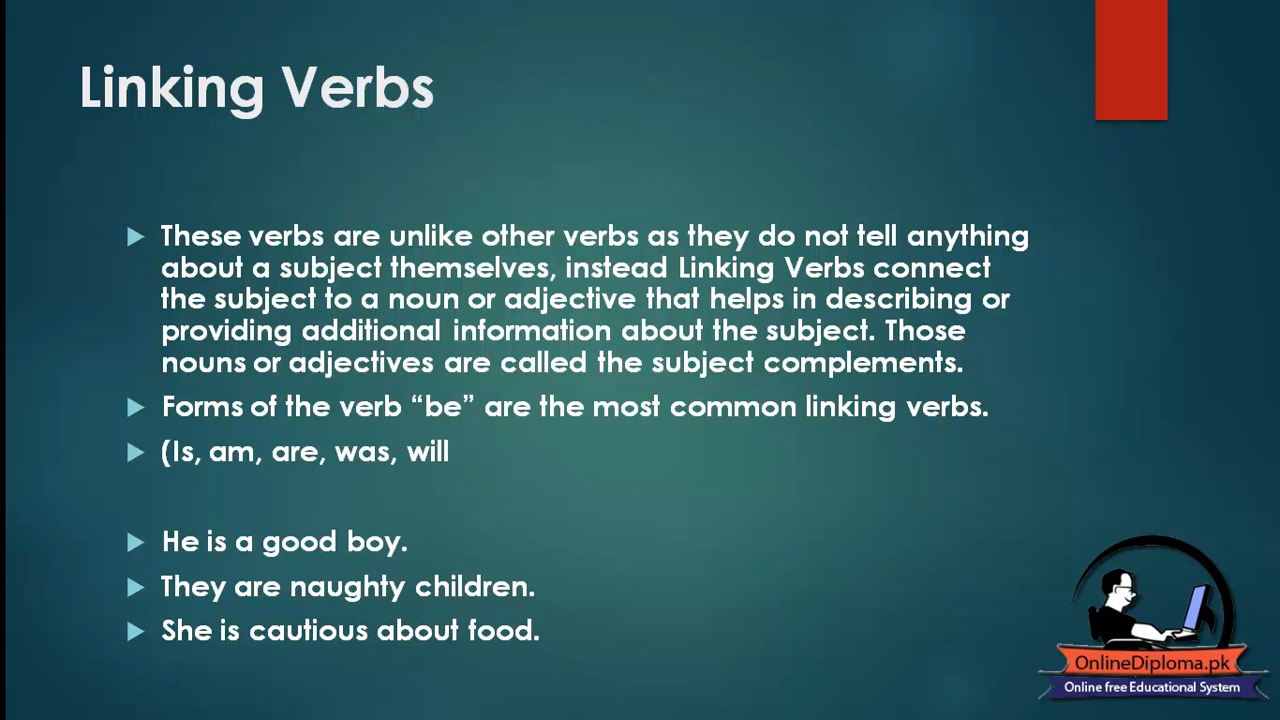 Linking Verbs
These verbs are unlike other verbs as they do not tell anything
about a subject themselves, instead Linking Verbs connect
the subject to a noun or adjective that helps in describing or
providing additional information about the subject. Those
nouns or adjectives are called the subject complements.
Forms of the verb “be” are the most common linking verbs.
(Is, am, are, was, will
He is a good boy.
They are naughty children.
She is cautious about food.
OnlineDiploma.pk
Online free Educational System